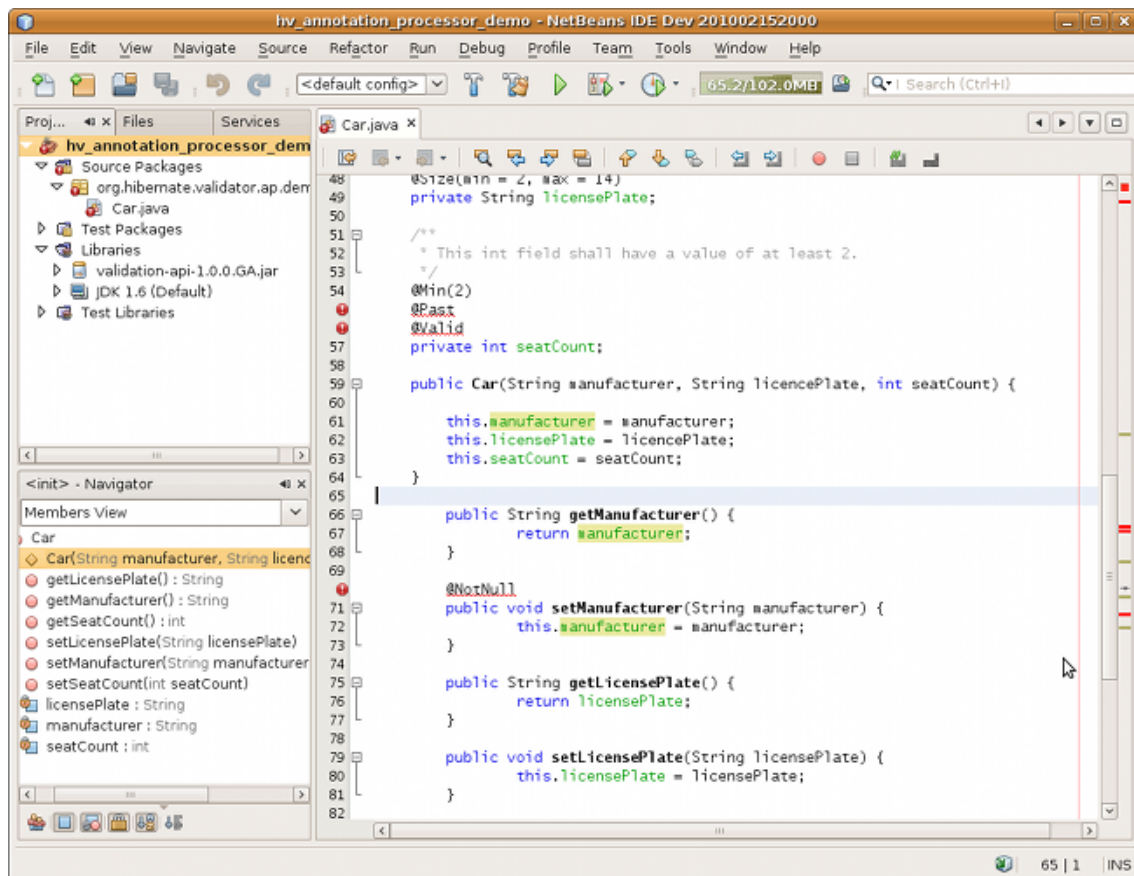 hv_annotation_processor_demo - NetBeans IDE Dev 201002152000
File Edit View Navigate Source Refactor Run Debug Profile Team Tools Window Help
<default config> 65.2/102.0MB Search (Ctrl+I)
Proj... Files Services
hv_annotation_processor_dem
Source Packages
org.hibernate.validator.ap.dem
Car.java
Test Packages
Libraries
validation-api-1.0.0.GA.jar
JDK 1.6 (Default)
Test Libraries
<init> - Navigator
Members View
Car
Car(String manufacturer, String licenc
getLicensePlate() : String
getManufacturer() : String
getSeatCount() : int
setLicensePlate(String licensePlate)
setManufacturer(String manufacturer
setSeatCount(int seatCount)
licensePlate : String
manufacturer : String
seatCount : int
Car.java
48 @Size(min = 2, max = 14)
49 private String licensePlate;
50
51 /**
52 * This int field shall have a value of at least 2.
53 */
54 @Min(2)
@Past
@Valid
57 private int seatCount;
58
59 public Car(String manufacturer, String licencePlate, int seatCount) {
60
61 this.manufacturer = manufacturer;
62 this.licensePlate = licencePlate;
63 this.seatCount = seatCount;
64 }
65
66 public String getManufacturer() {
67 return manufacturer;
68 }
69
@NotNull
71 public void setManufacturer(String manufacturer) {
72 this.manufacturer = manufacturer;
73 }
74
75 public String getLicensePlate() {
76 return licensePlate;
77 }
78
79 public void setLicensePlate(String licensePlate) {
80 this.licensePlate = licensePlate;
81 }
82
65 | 1 INS